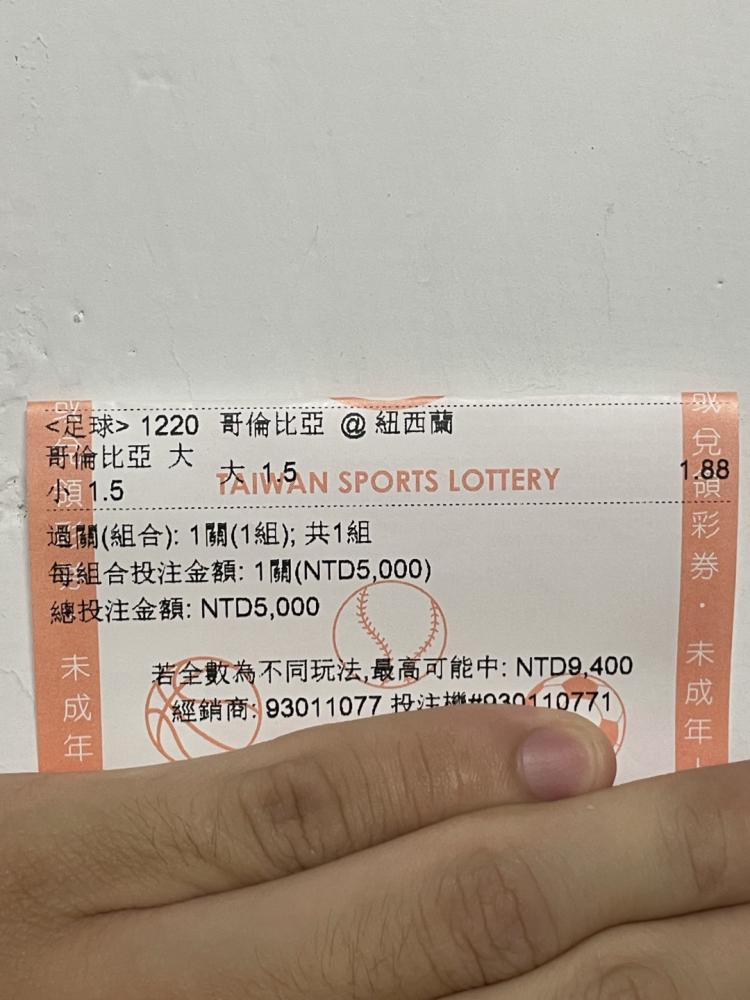 <足球> 1220 哥倫比亞 @ 紐西蘭
哥倫比亞 大 大 1.5 1.88
小 1.5
TAIWAN SPORTS LOTTERY
過關(組合): 1關(1組); 共1組
每組合投注金額: 1關(NTD5,000)
總投注金額: NTD5,000
若全數為不同玩法,最高可能中: NTD9,400
經銷商: 93011077 投注機#930110771
未成年
或兌領彩券・未成年